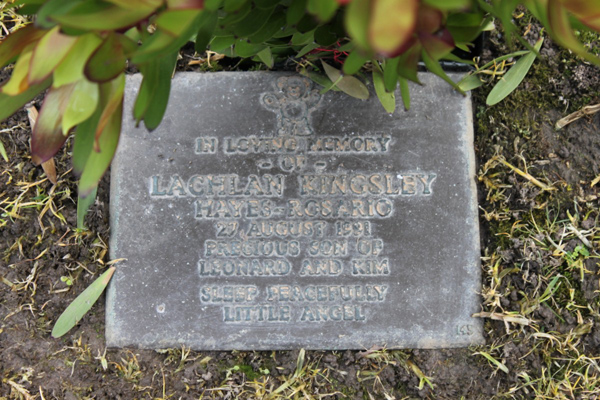 IN LOVING MEMORY
- OF -
LACHLAN KINGSLEY
HAYES-ROSARIO
27 AUGUST 1991
PRECIOUS SON OF
LEONARD AND KIM
SLEEP PEACEFULLY
LITTLE ANGEL